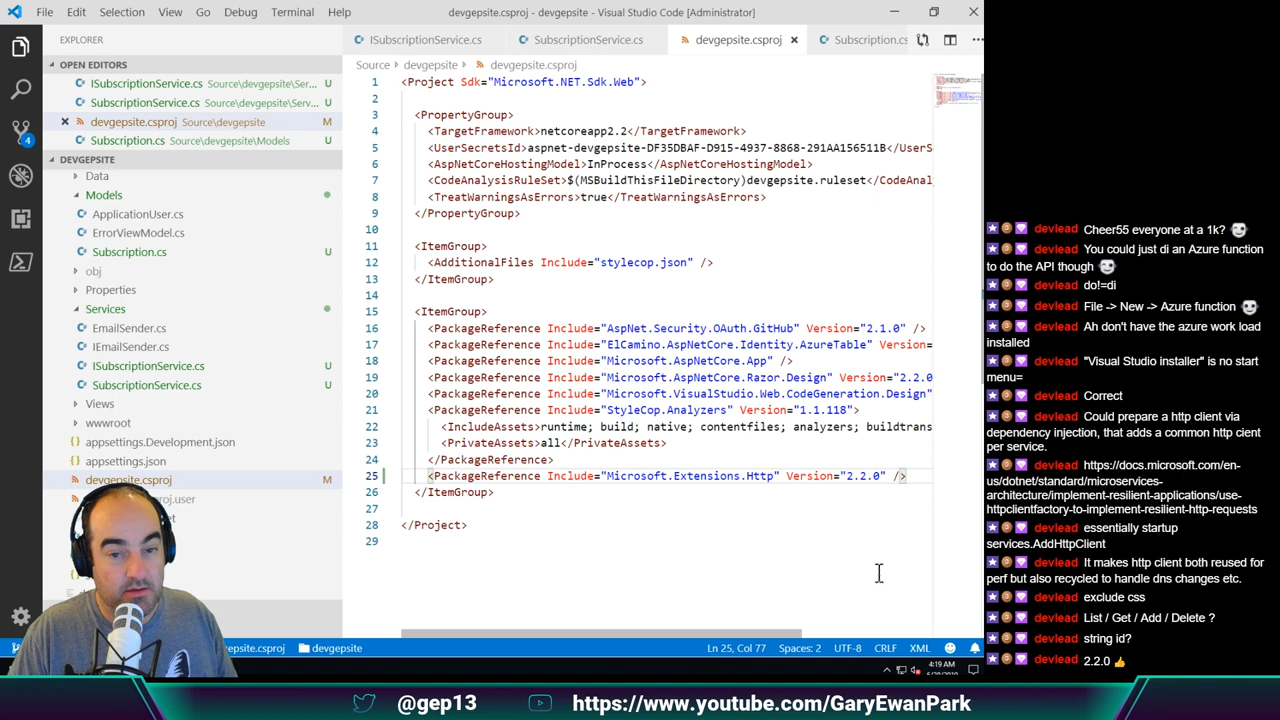 File Edit Selection View Go Debug Terminal Help
devgepsite.csproj - devgepsite - Visual Studio Code [Administrator]
EXPLORER
OPEN EDITORS
ISubscriptionService.cs Source\devgepsite\Ser... U
SubscriptionService.cs Source\devgepsite\Serv... U
devgepsite.csproj Source\devgepsite M
Subscription.cs Source\devgepsite\Models U
DEVGEPSITE
Data
Models
ApplicationUser.cs
ErrorViewModel.cs
Subscription.cs U
obj
Properties
Services
EmailSender.cs
IEmailSender.cs
ISubscriptionService.cs U
SubscriptionService.cs U
Views
wwwroot
appsettings.Development.json
appsettings.json
devgepsite.csproj M
.csproj.user
4
ISubscriptionService.cs
SubscriptionService.cs
devgepsite.csproj
Subscription.cs
Source devgepsite devgepsite.csproj
1 <Project Sdk="Microsoft.NET.Sdk.Web">
2
3 <PropertyGroup>
4 <TargetFramework>netcoreapp2.2</TargetFramework>
5 <UserSecretsId>aspnet-devgepsite-DF35DBAF-D915-4937-8868-291AA156511B</UserS
6 <AspNetCoreHostingModel>InProcess</AspNetCoreHostingModel>
7 <CodeAnalysisRuleSet>$(MSBuildThisFileDirectory)devgepsite.ruleset</CodeAnal
8 <TreatWarningsAsErrors>true</TreatWarningsAsErrors>
9 </PropertyGroup>
10
11 <ItemGroup>
12 <AdditionalFiles Include="stylecop.json" />
13 </ItemGroup>
14
15 <ItemGroup>
16 <PackageReference Include="AspNet.Security.OAuth.GitHub" Version="2.1.0" />
17 <PackageReference Include="ElCamino.AspNetCore.Identity.AzureTable" Version=
18 <PackageReference Include="Microsoft.AspNetCore.App" />
19 <PackageReference Include="Microsoft.AspNetCore.Razor.Design" Version="2.2.0
20 <PackageReference Include="Microsoft.VisualStudio.Web.CodeGeneration.Design"
21 <PackageReference Include="StyleCop.Analyzers" Version="1.1.118">
22 <IncludeAssets>runtime; build; native; contentfiles; analyzers; buildtrans
23 <PrivateAssets>all</PrivateAssets>
24 </PackageReference>
25 <PackageReference Include="Microsoft.Extensions.Http" Version="2.2.0" />
26 </ItemGroup>
27
28 </Project>
29
gepsite.csproj devgepsite Ln 25, Col 77 Spaces: 2 UTF-8 CRLF XML
4:19 AM
devlead Cheer55 everyone at a 1k?
devlead You could just di an Azure function
to do the API though
devlead do!=di
devlead File -> New -> Azure function
devlead Ah don't have the azure work load
installed
devlead "Visual Studio installer" is no start
menu=
devlead Correct
devlead Could prepare a http client via
dependency injection, that adds a common http cient
per service.
devlead https://docs.microsoft.com/en-
us/dotnet/standard/microservices-
architecture/implement-resilient-applications/use-
httpclientfactory-to-implement-resilient-http-requests
devlead essentially startup
services.AddHttpClient
devlead It makes http client both reused for
perf but also recycled to handle dns changes etc.
devlead exclude css
devlead List / Get / Add / Delete ?
devlead string id?
devlead 2.2.0 👍
@gep13 https://www.youtube.com/GaryEwanPark